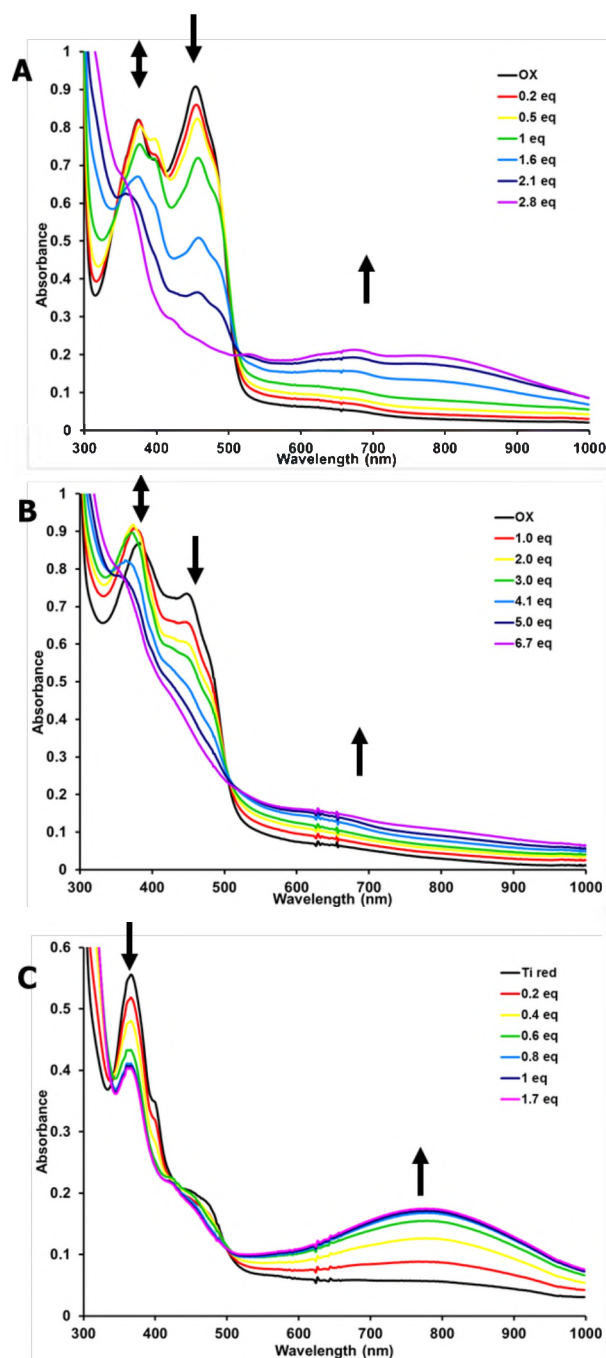 A
1
0.9
0.8
0.7
0.6
0.5
0.4
0.3
0.2
0.1
0
Absorbance
OX
0.2 eq
0.5 eq
1 eq
1.6 eq
2.1 eq
2.8 eq
300 400 500 600 700 800 900 1000
Wavelength (nm)
B
1
0.9
0.8
0.7
0.6
0.5
0.4
0.3
0.2
0.1
0
Absorbance
OX
1.0 eq
2.0 eq
3.0 eq
4.1 eq
5.0 eq
6.7 eq
300 400 500 600 700 800 900 1000
Wavelength (nm)
C
0.6
0.5
0.4
0.3
0.2
0.1
0
Absorbance
Ti red
0.2 eq
0.4 eq
0.6 eq
0.8 eq
1 eq
1.7 eq
300 400 500 600 700 800 900 1000
Wavelength (nm)